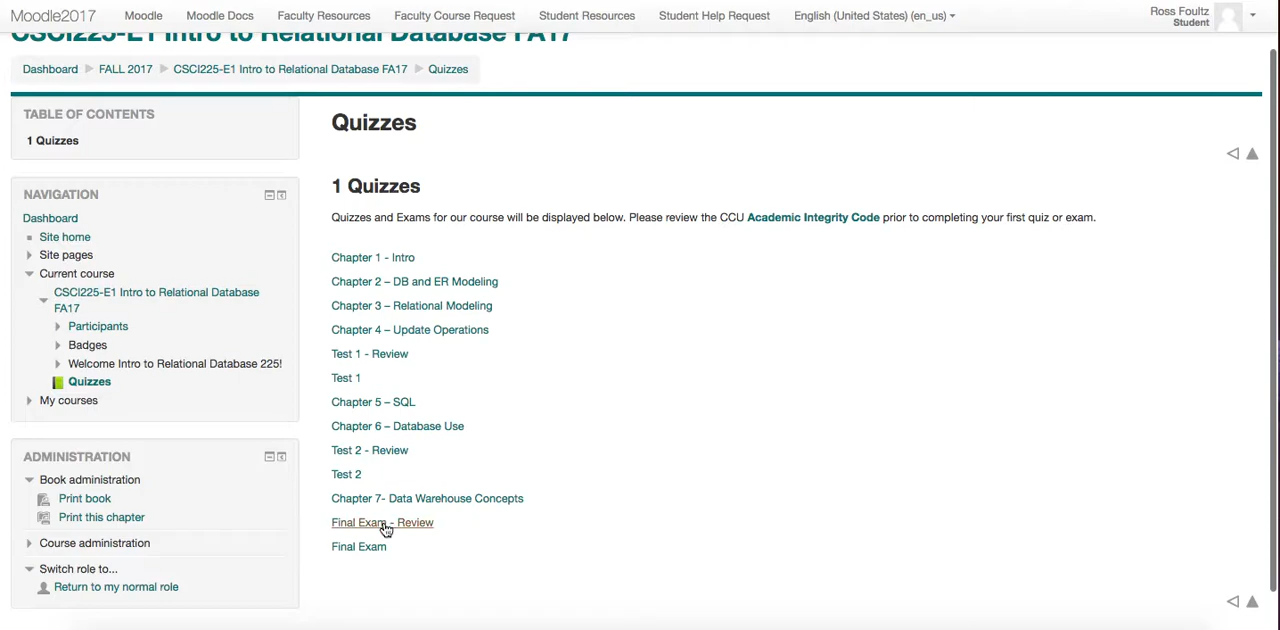 Moodle2017 Moodle Moodle Docs Faculty Resources Faculty Course Request Student Resources Student Help Request English (United States) (en_us) Ross Foultz
Student
CSCI225-E1 Intro to Relational Database FA17
Dashboard FALL 2017 CSCI225-E1 Intro to Relational Database FA17 Quizzes
TABLE OF CONTENTS
1 Quizzes
NAVIGATION
Dashboard
Site home
Site pages
Current course
CSCI225-E1 Intro to Relational Database
FA17
Participants
Badges
Welcome Intro to Relational Database 225!
Quizzes
My courses
ADMINISTRATION
Book administration
Print book
Print this chapter
Course administration
Switch role to...
Return to my normal role
Quizzes
1 Quizzes
Quizzes and Exams for our course will be displayed below. Please review the CCU Academic Integrity Code prior to completing your first quiz or exam.
Chapter 1 - Intro
Chapter 2 – DB and ER Modeling
Chapter 3 – Relational Modeling
Chapter 4 – Update Operations
Test 1 - Review
Test 1
Chapter 5 – SQL
Chapter 6 – Database Use
Test 2 - Review
Test 2
Chapter 7- Data Warehouse Concepts
Final Exam - Review
Final Exam